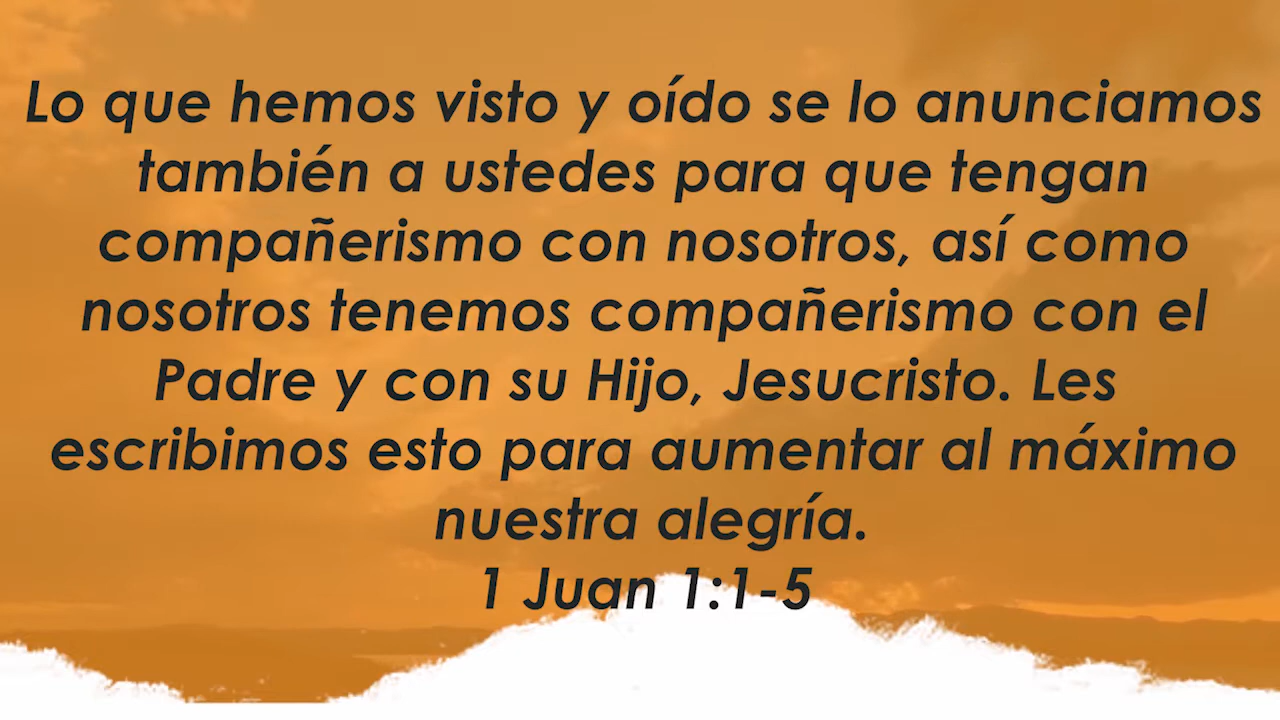 Lo que hemos visto y oído se lo anunciamos
también a ustedes para que tengan
compañerismo con nosotros, así como
nosotros tenemos compañerismo con el
Padre y con su Hijo, Jesucristo. Les
escribimos esto para aumentar al máximo
nuestra alegría.
1 Juan 1:1-5